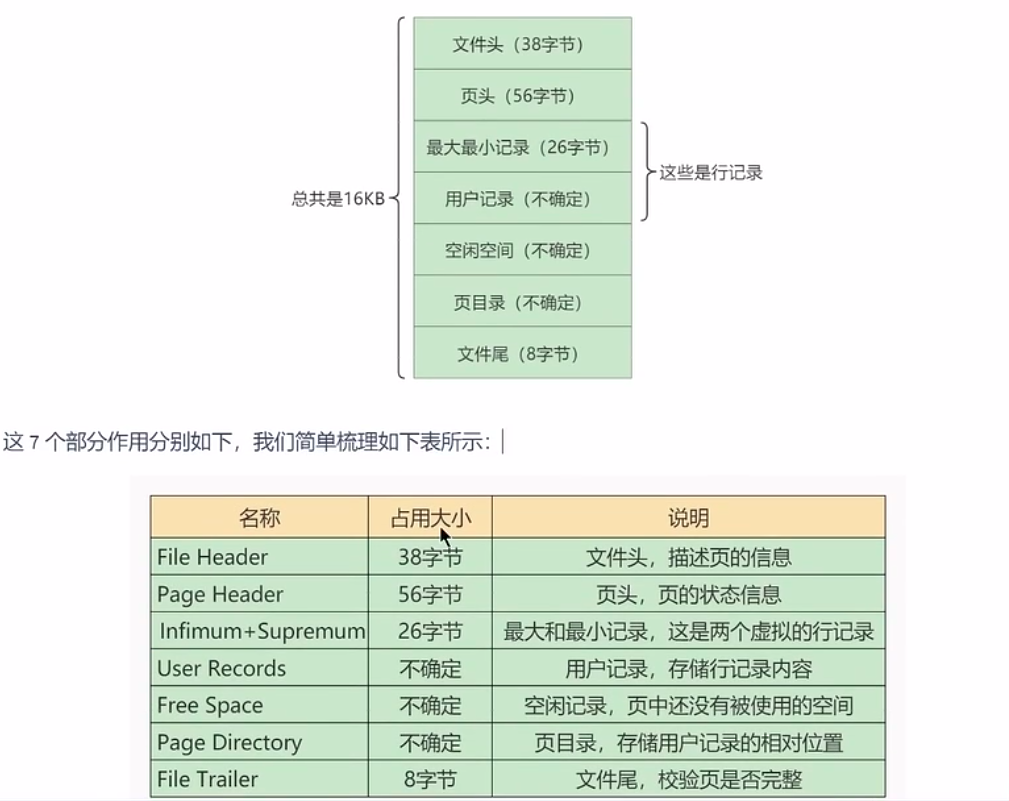 文件头（38字节）
页头（56字节）
最大最小记录（26字节）
这些是行记录
总共是16KB
用户记录（不确定）
空闲空间（不确定）
页目录（不确定）
文件尾（8字节）
这 7 个部分作用分别如下，我们简单梳理如下表所示：
名称 占用大小 说明
File Header 38字节 文件头，描述页的信息
Page Header 56字节 页头，页的状态信息
Infimum+Supremum 26字节 最大和最小记录，这是两个虚拟的行记录
User Records 不确定 用户记录，存储行记录内容
Free Space 不确定 空闲记录，页中还没有被使用的空间
Page Directory 不确定 页目录，存储用户记录的相对位置
File Trailer 8字节 文件尾，校验页是否完整